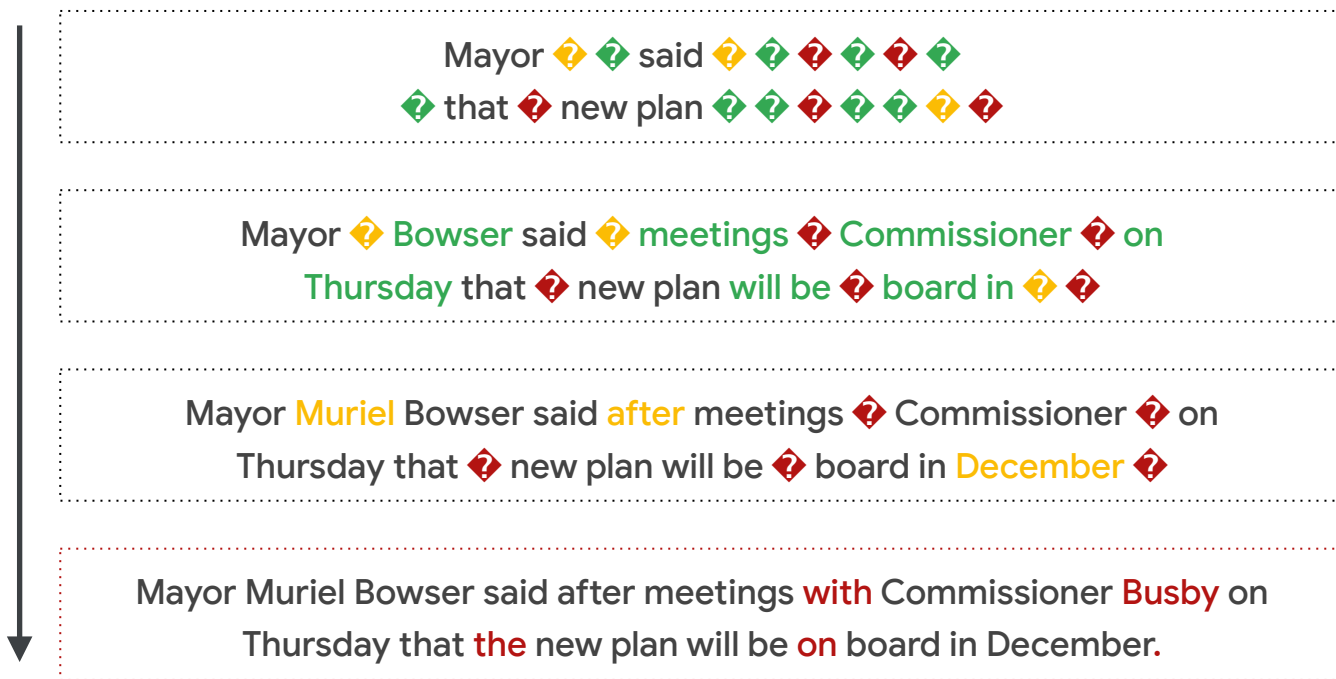 Mayor � � said � � � � � �
� that � new plan � � � � � � �
Mayor � Bowser said � meetings � Commissioner � on
Thursday that � new plan will be � board in � �
Mayor Muriel Bowser said after meetings � Commissioner � on
Thursday that � new plan will be � board in December �
Mayor Muriel Bowser said after meetings with Commissioner Busby on
Thursday that the new plan will be on board in December.